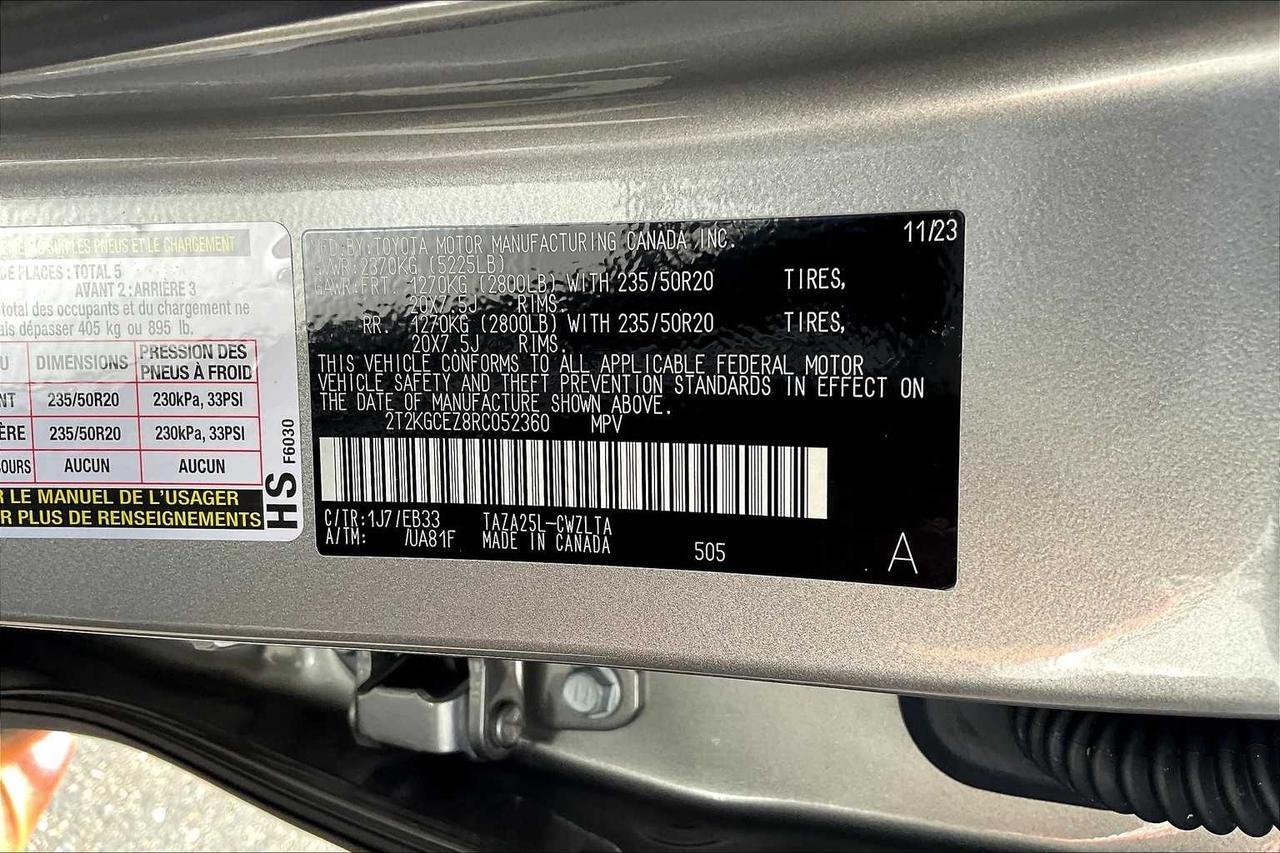 SUR LES PNEUS ET LE CHARGEMENT
DE PLACES : TOTAL 5
AVANT 2 : ARRIÈRE 3
total des occupants et du chargement ne
ais dépasser 405 kg ou 895 lb.
U DIMENSIONS PRESSION DES
PNEUS À FROID
NT 235/50R20 230kPa, 33PSI
ÈRE 235/50R20 230kPa, 33PSI
OURS AUCUN AUCUN
R LE MANUEL DE L'USAGER
R PLUS DE RENSEIGNEMENTS
HS F6030
11/23
MFD BY:TOYOTA MOTOR MANUFACTURING CANADA INC.
GVWR:2370KG (5225LB)
GAWR:FRT. 1270KG (2800LB) WITH 235/50R20 TIRES,
20X7.5J RIMS.
RR. 1270KG (2800LB) WITH 235/50R20 TIRES,
20X7.5J RIMS.
THIS VEHICLE CONFORMS TO ALL APPLICABLE FEDERAL MOTOR
VEHICLE SAFETY AND THEFT PREVENTION STANDARDS IN EFFECT ON
THE DATE OF MANUFACTURE SHOWN ABOVE.
2T2KGCEZ8RC052360 MPV
C/TR:1J7/EB33 TAZA25L-CWZLTA
A/TM: /UA81F MADE IN CANADA 505 A